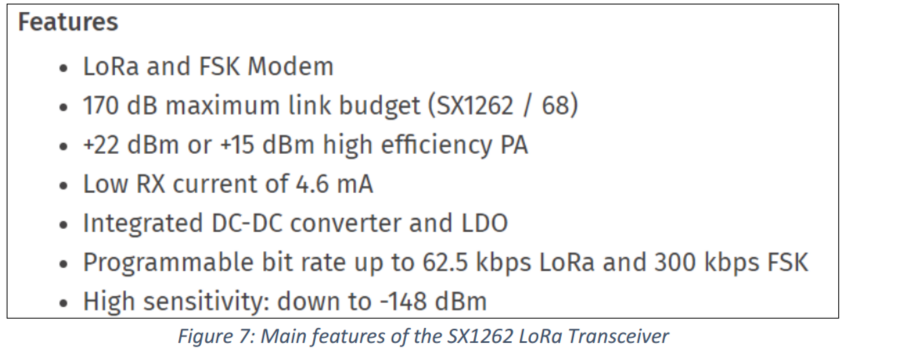 Features
• LoRa and FSK Modem
• 170 dB maximum link budget (SX1262 / 68)
• +22 dBm or +15 dBm high efficiency PA
• Low RX current of 4.6 mA
• Integrated DC-DC converter and LDO
• Programmable bit rate up to 62.5 kbps LoRa and 300 kbps FSK
• High sensitivity: down to -148 dBm
Figure 7: Main features of the SX1262 LoRa Transceiver